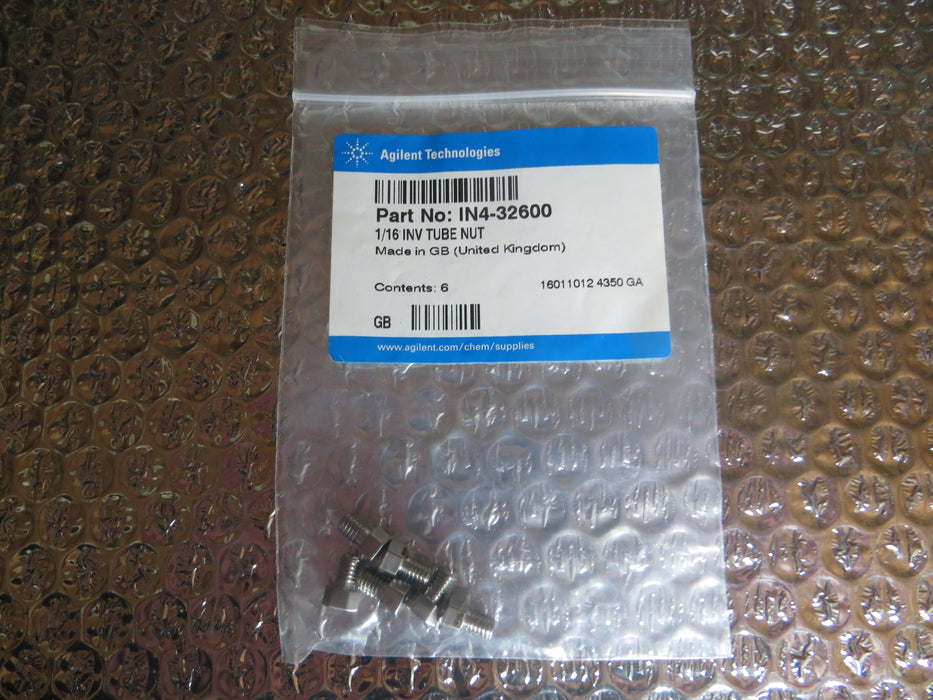 Agilent Technologies
Part No: IN4-32600
1/16 INV TUBE NUT
Made in GB (United Kingdom)
Contents: 6
16011012 4350 GA
GB
www.agilent.com/chem/supplies